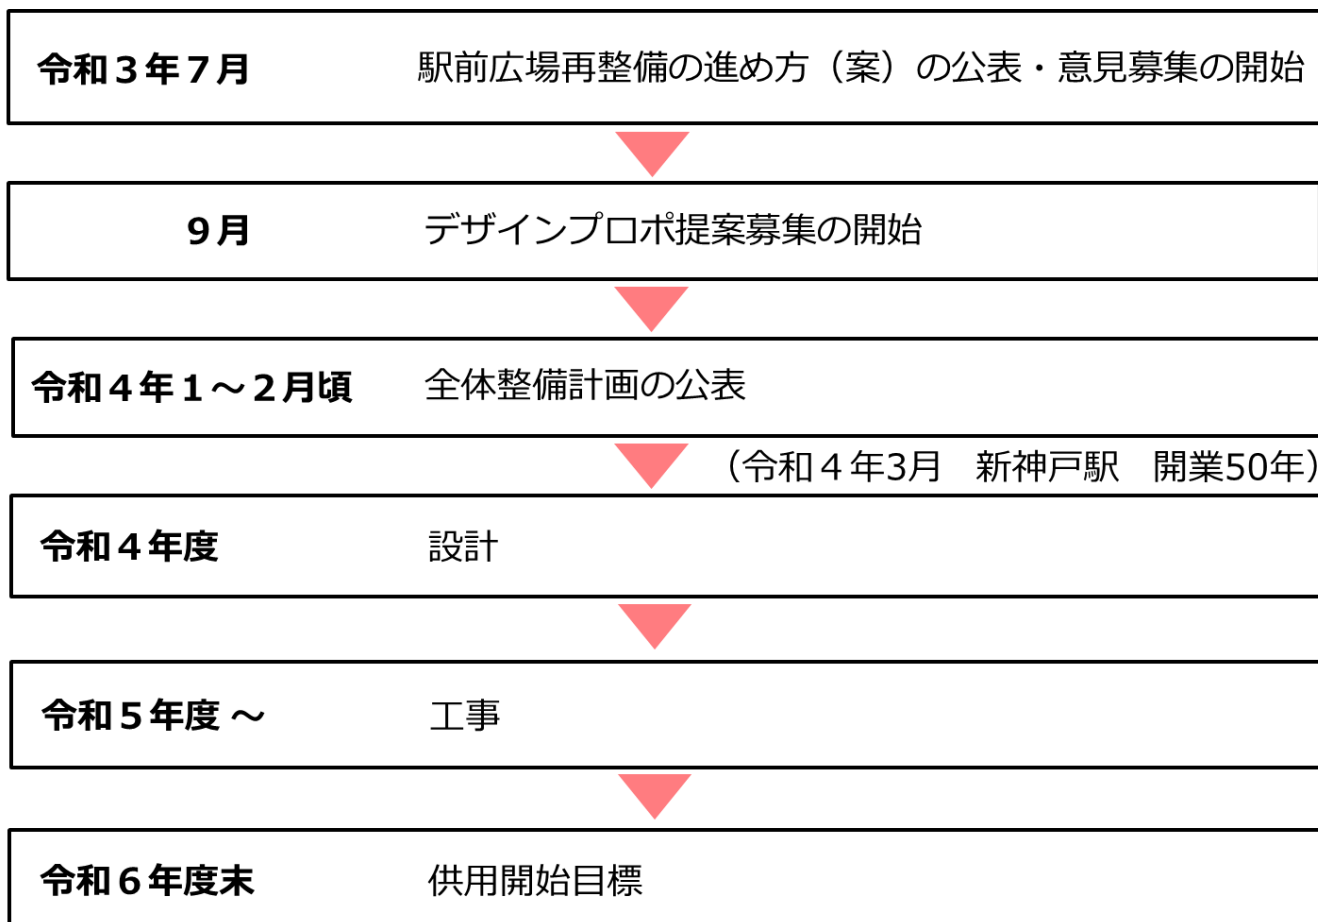 令和３年７月 駅前広場再整備の進め方（案）の公表・意見募集の開始
９月 デザインプロポ提案募集の開始
令和４年１～２月頃 全体整備計画の公表
（令和４年3月 新神戸駅 開業50年）
令和４年度 設計
令和５年度 ～ 工事
令和６年度末 供用開始目標